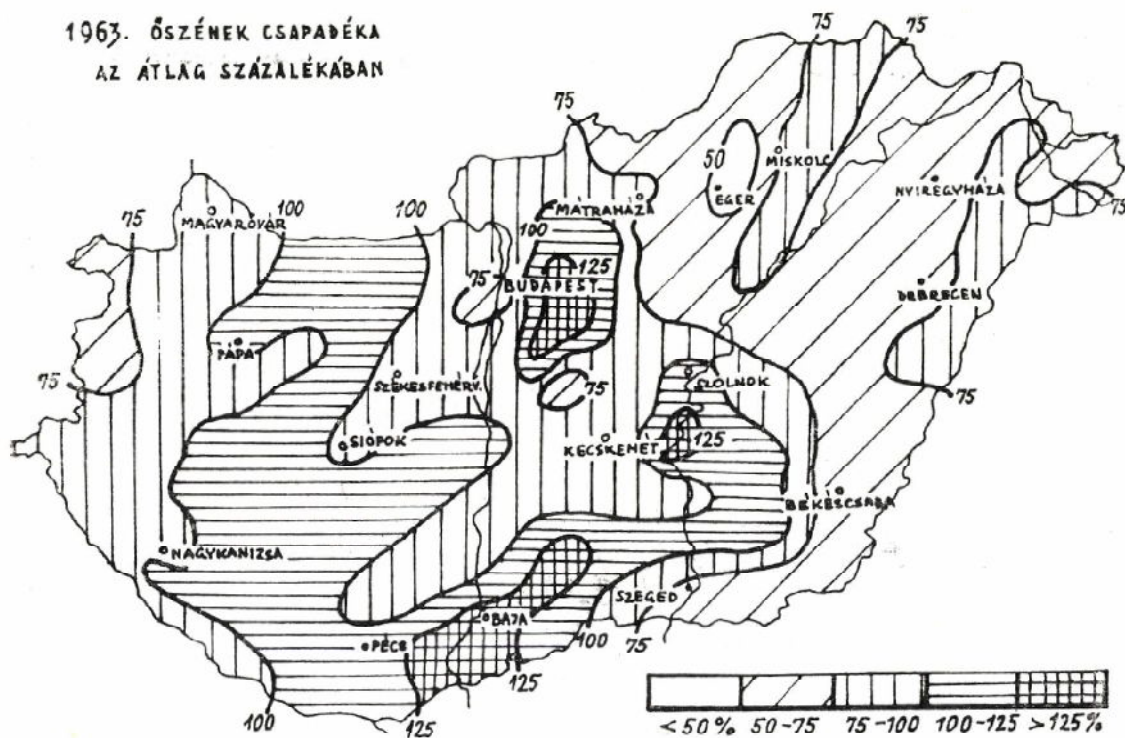 1963. ŐSZÉNEK CSAPADÉKA
AZ ÁTLAG SZÁZALÉKÁBAN
75
75
75
50
MISKOLC
EGER
NYIREGYHÁZA
75
MAGYARÓVÁR
100
100
MÁTRAHÁZA
100
75
75
125
BUDAPEST
DEBRECEN
PÁPA
75
SZÉKESFEHÉRV.
75
SZOLNOK
75
SIÓFOK
KECSKEMÉT
125
BÉKÉSCSABA
NAGYKANIZSA
SZEGED
BAJA
PÉCS
100
75
125
100
125
<50%. 50-75 75-100 100-125 >125%